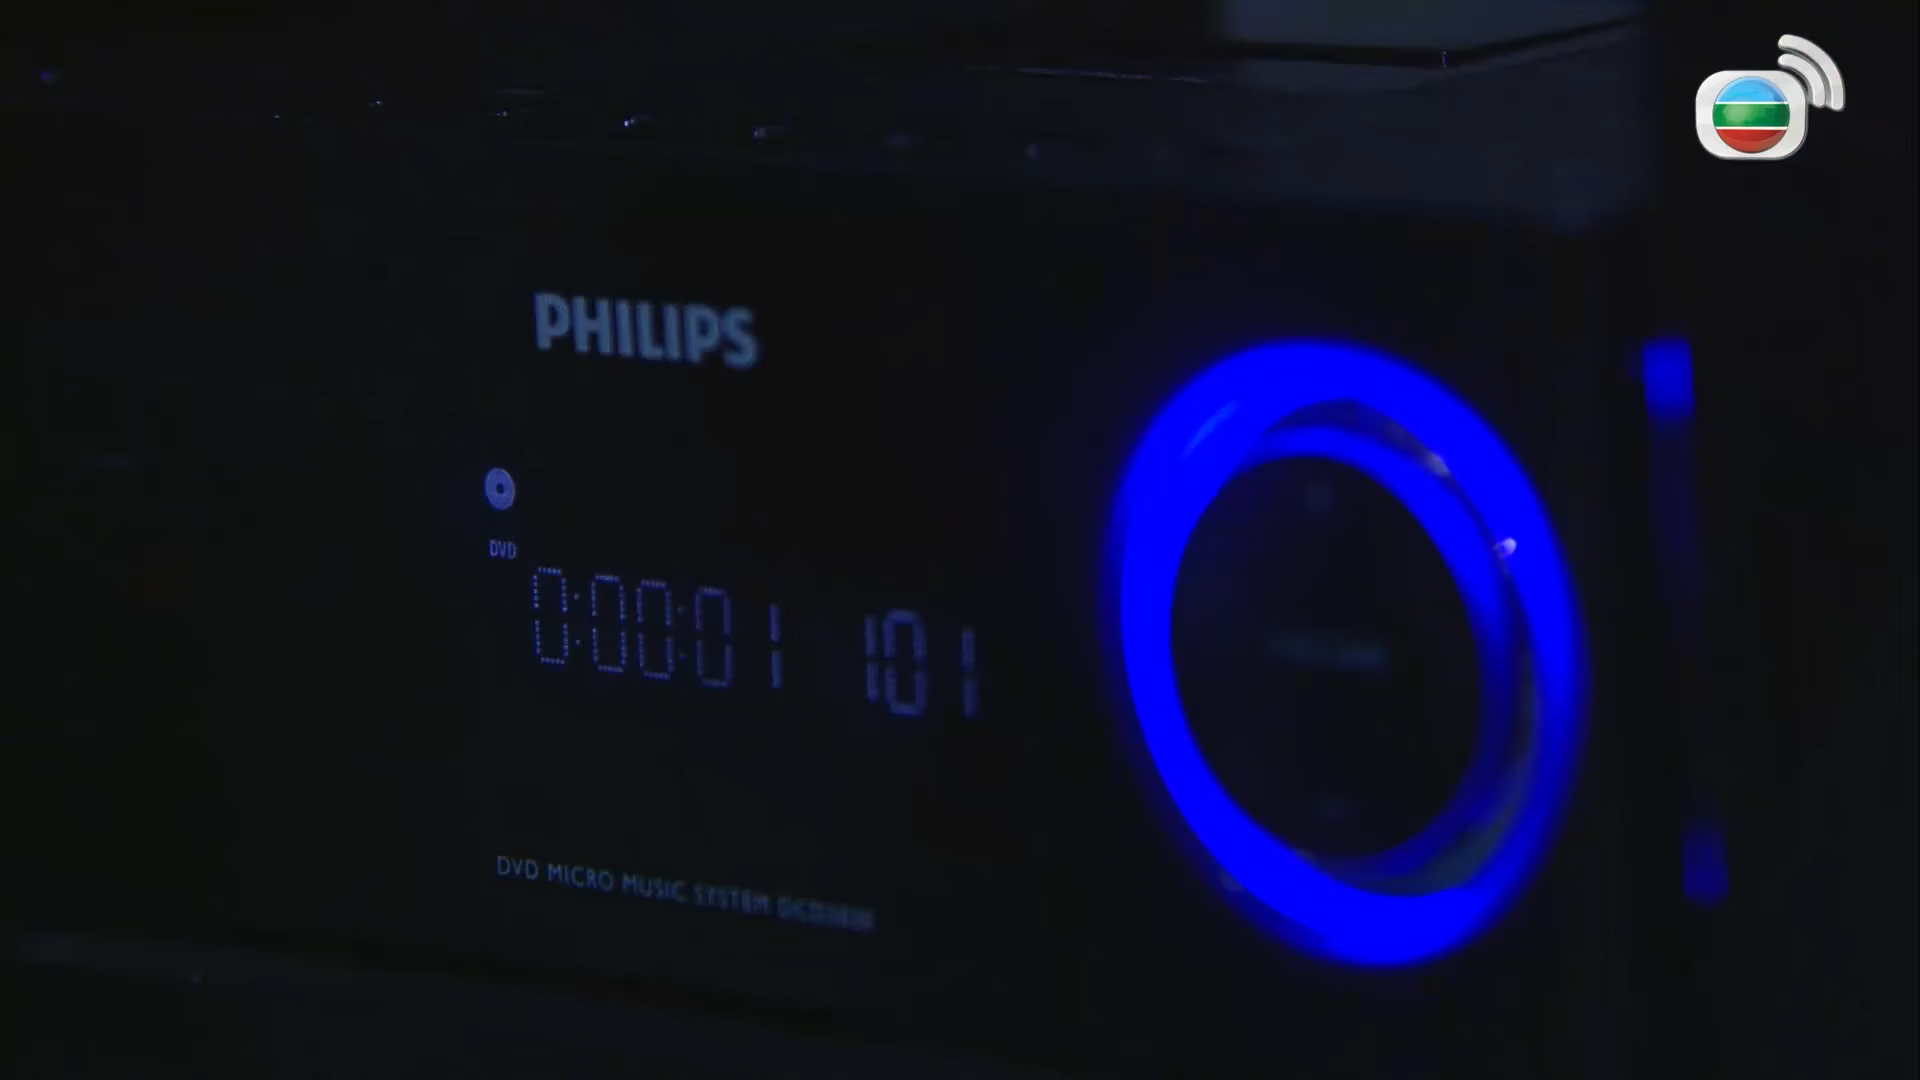 PHILIPS
DVD
0:00:01 101
DVD MICRO MUSIC SYSTEM